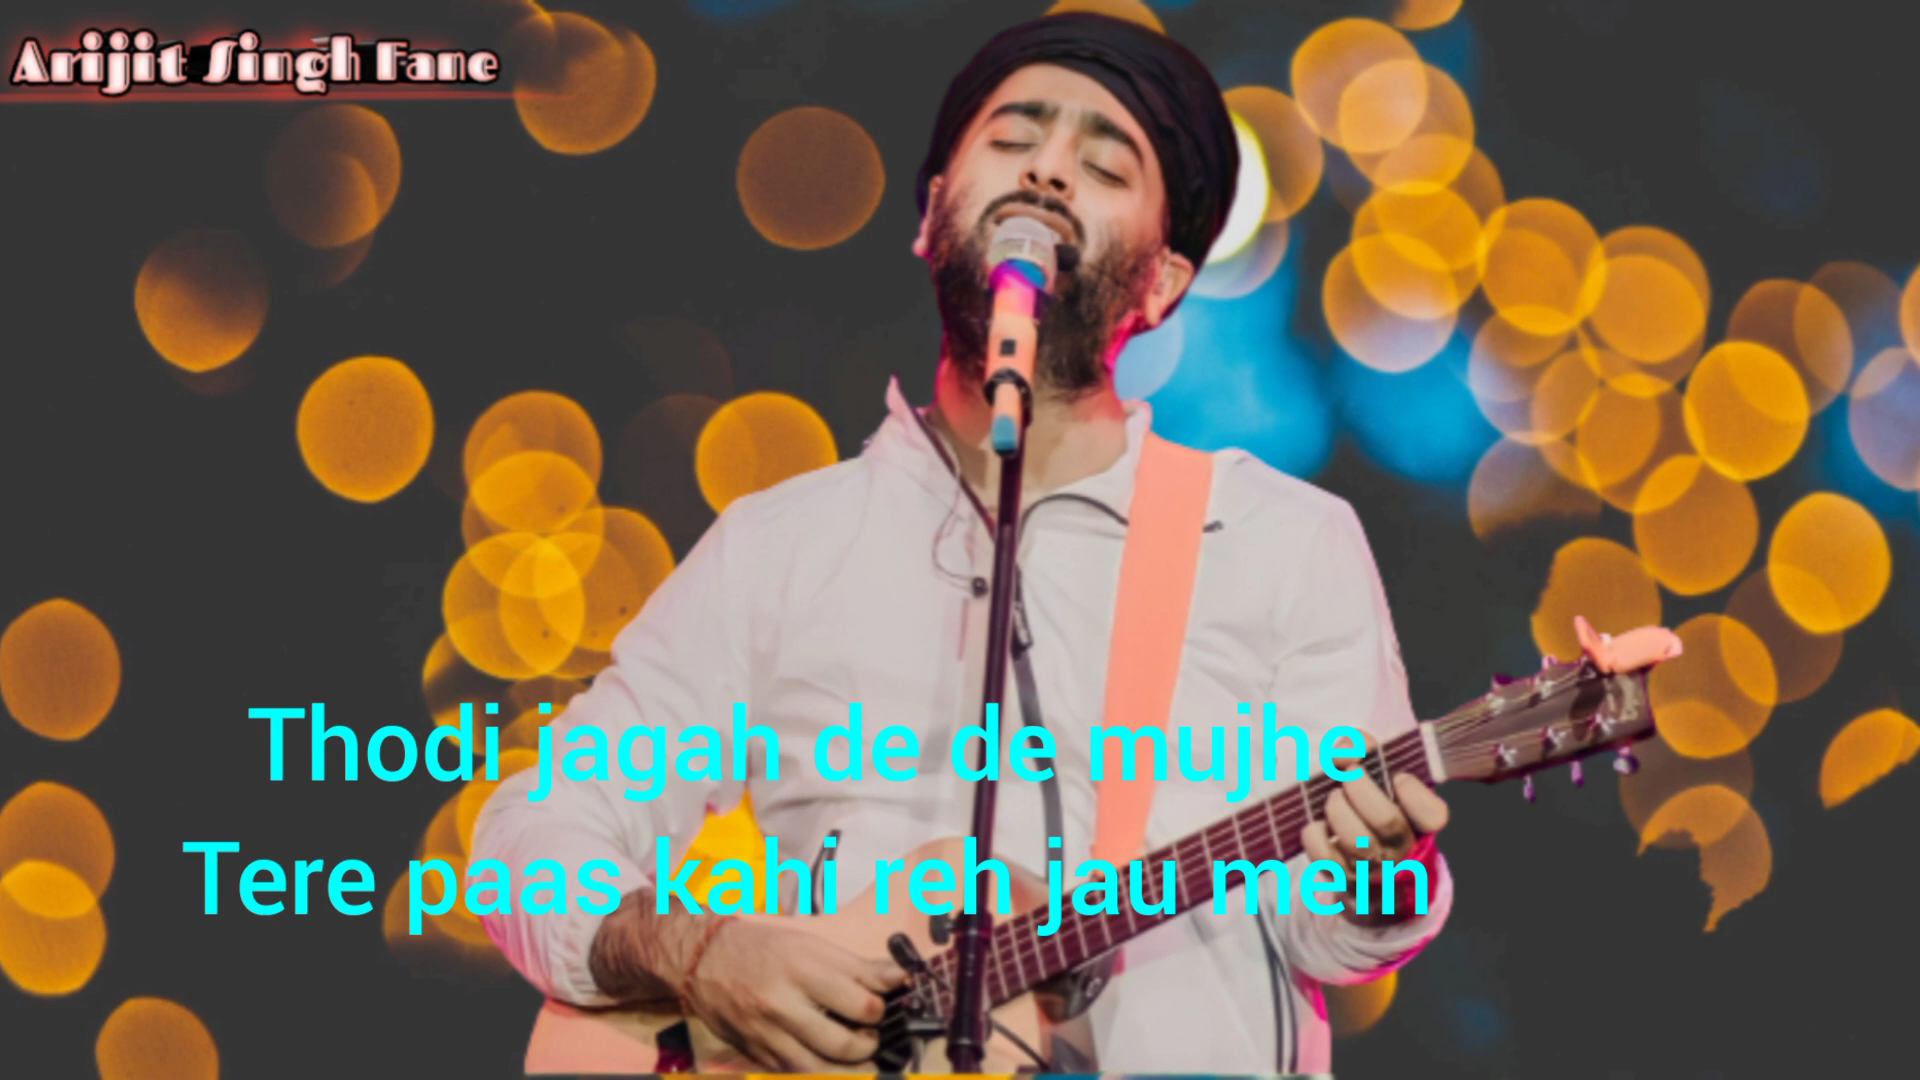 Arijit Singh Fane
Thodi jagah de de mujhe
Tere paas kahi reh jau mein